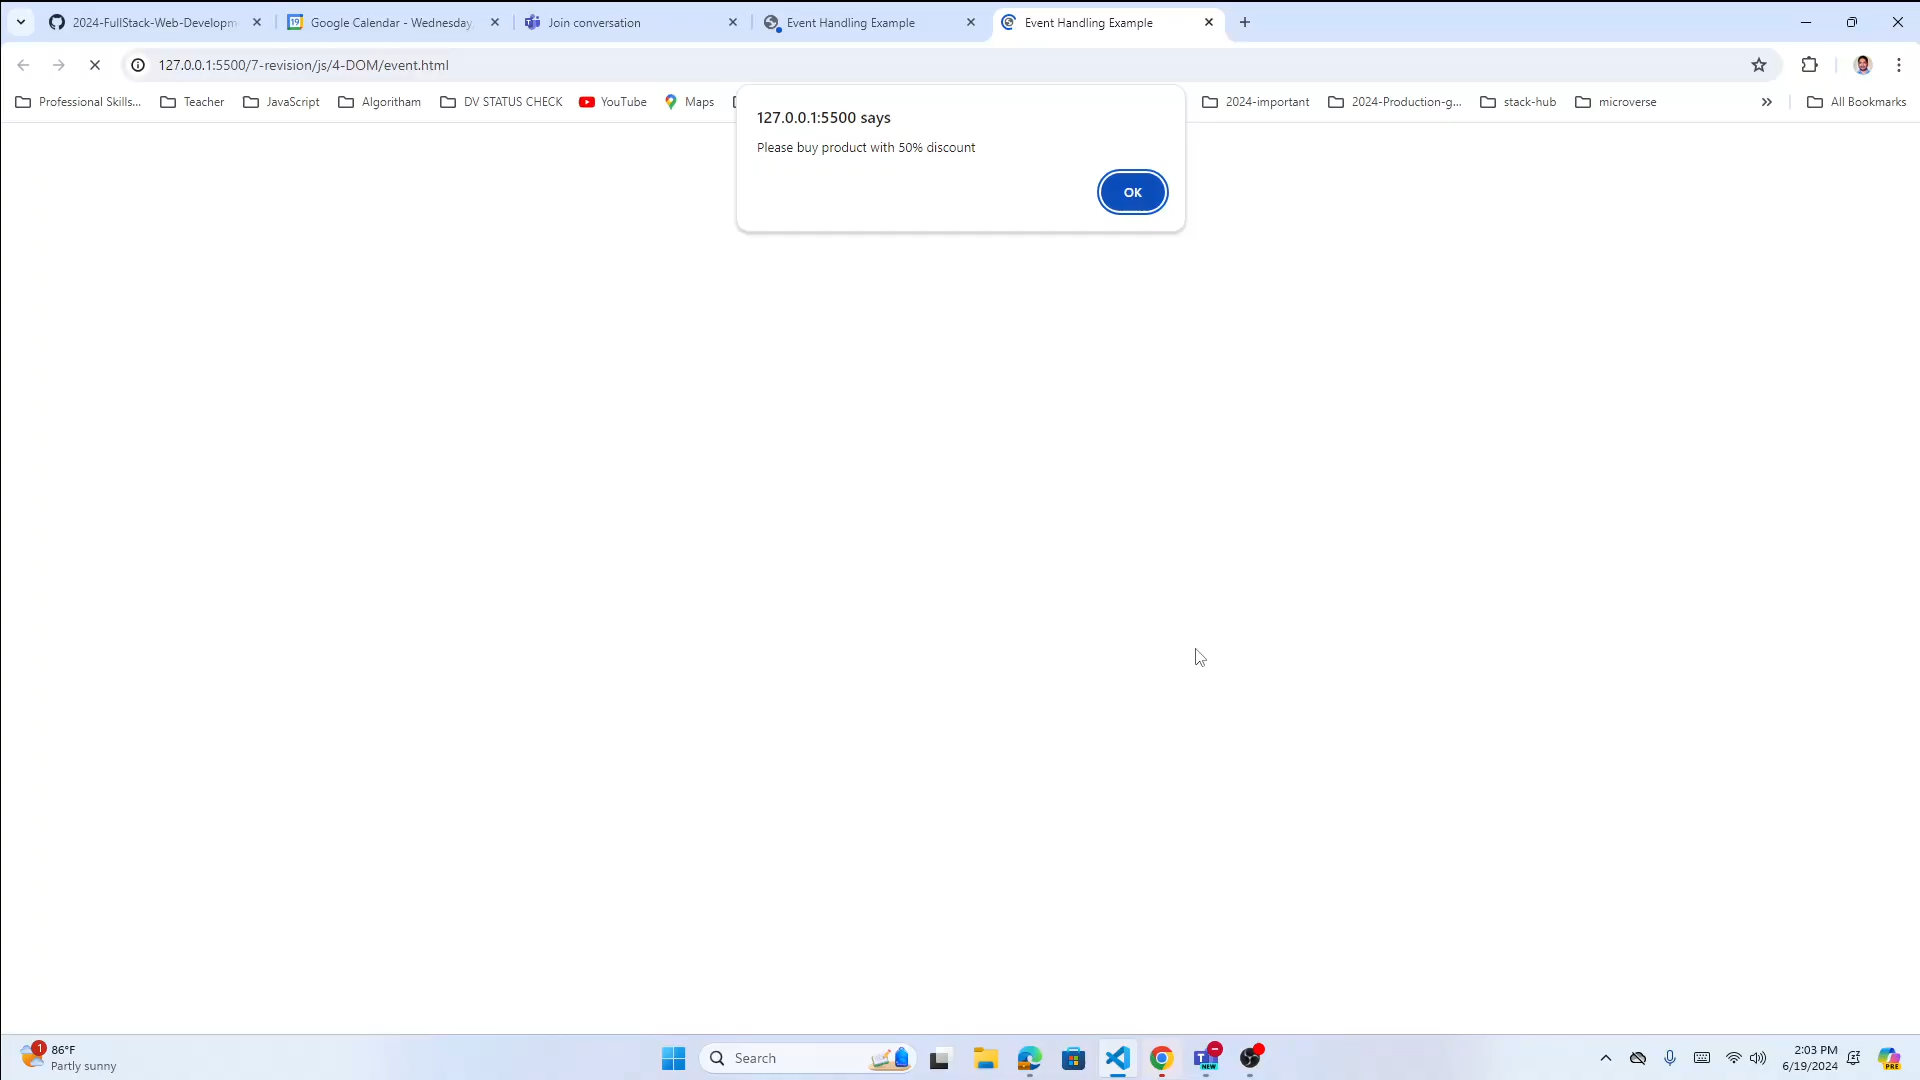 2024-FullStack-Web-Developm
Google Calendar - Wednesday
Join conversation
Event Handling Example
Event Handling Example
127.0.0.1:5500/7-revision/js/4-DOM/event.html
Professional Skills...
Teacher
JavaScript
Algoritham
DV STATUS CHECK
YouTube
Maps
2024-important
2024-Production-g...
stack-hub
microverse
All Bookmarks
127.0.0.1:5500 says
Please buy product with 50% discount
OK
1
86°F
Partly sunny
Search
NEW
2:03 PM
6/19/2024
PRE